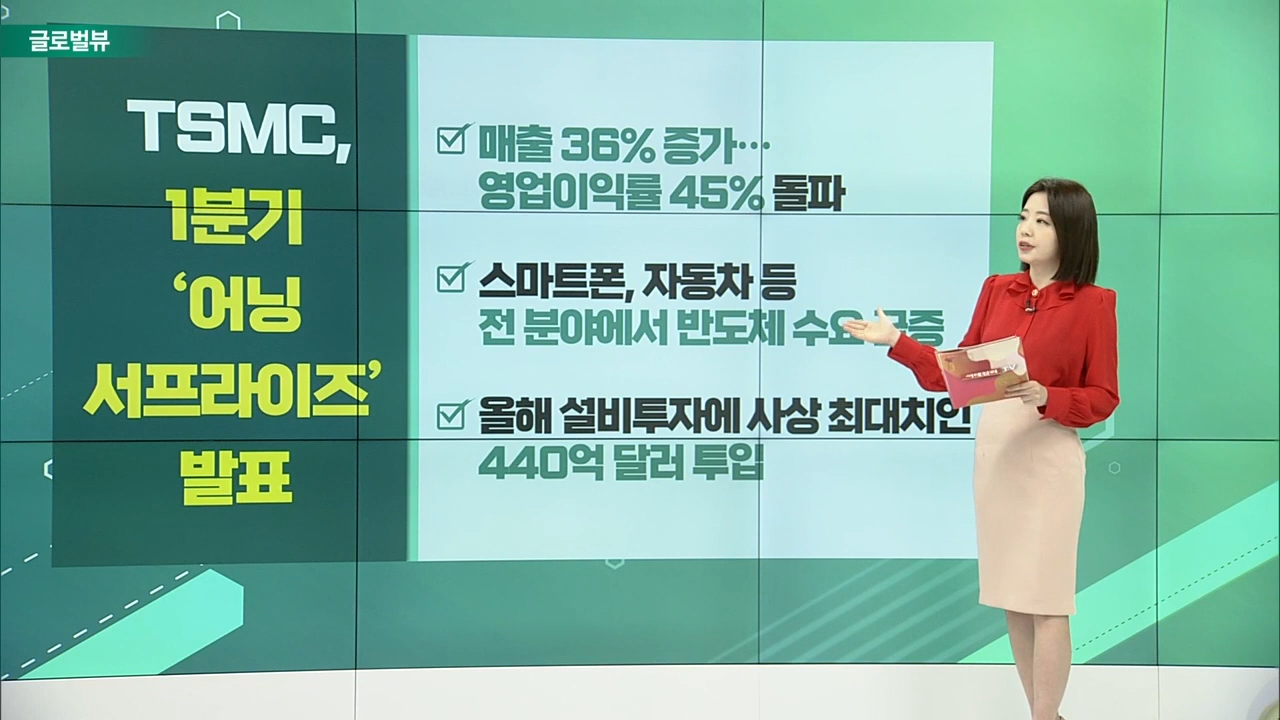 글로벌뷰
TSMC,
1분기
‘어닝
서프라이즈’
발표
매출 36% 증가…
영업이익률 45% 돌파
스마트폰, 자동차 등
전 분야에서 반도체 수요
올해 설비투자에 사상 최대치인
440억 달러 투입